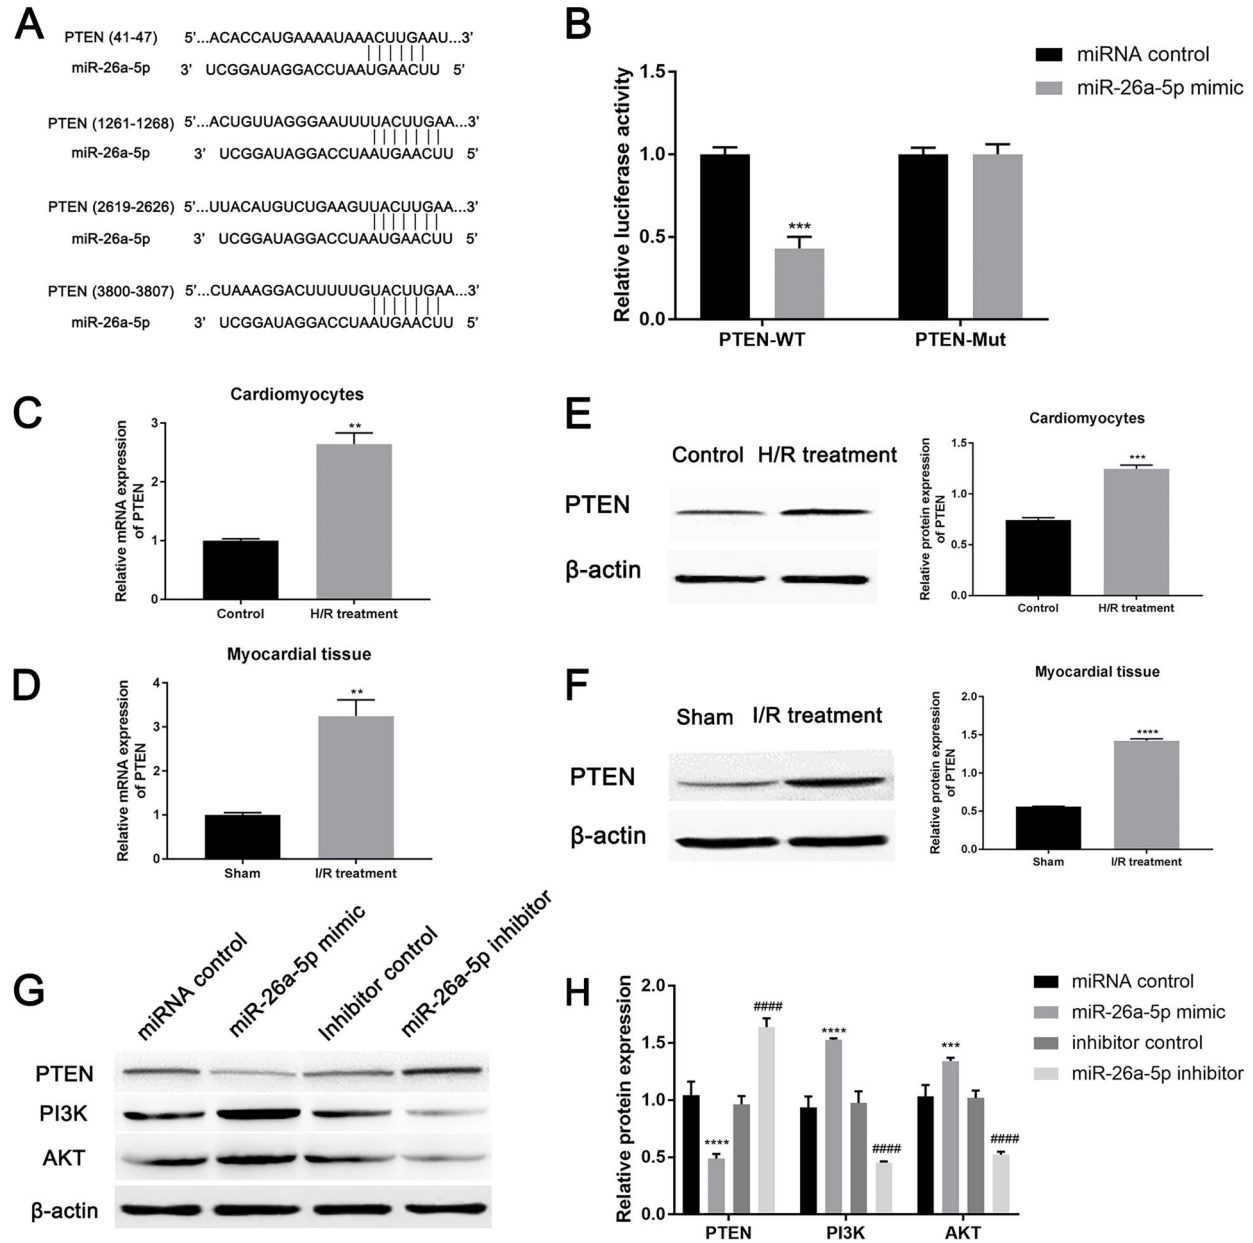 A
PTEN (41-47) 5'...ACACCAUGAAAAUAAACUUGAAU...3'
miR-26a-5p 3' UCGGAUAGGACCUAAUGAACUU 5'
PTEN (1261-1268) 5'...ACUGUUAGGGAAUUUUACUUGAA...3'
miR-26a-5p 3' UCGGAUAGGACCUAAUGAACUU 5'
PTEN (2619-2626) 5'...UUACAUGUCUGAAGUUACUUGAA...3'
miR-26a-5p 3' UCGGAUAGGACCUAAUGAACUU 5'
PTEN (3800-3807) 5'...CUAAAGGACUUUUUGUACUUGAA...3'
miR-26a-5p 3' UCGGAUAGGACCUAAUGAACUU 5'
B
miRNA control
miR-26a-5p mimic
Relative luciferase activity
1.5
1.0
0.5
0.0
***
PTEN-WT PTEN-Mut
C
Cardiomyocytes
Relative mRNA expression
of PTEN
3
2
1
0
**
Control H/R treatment
D
Myocardial tissue
Relative mRNA expression
of PTEN
4
3
2
1
0
**
Sham I/R treatment
E
Control H/R treatment
PTEN
β-actin
Cardiomyocytes
Relative protein expression
of PTEN
1.5
1.0
0.5
0.0
***
Control H/R treatment
F
Sham I/R treatment
PTEN
β-actin
Myocardial tissue
Relative protein expression
of PTEN
2.0
1.5
1.0
0.5
0.0
****
Sham I/R treatment
G
miRNA control
miR-26a-5p mimic
Inhibitor control
miR-26a-5p inhibitor
PTEN
PI3K
AKT
β-actin
H
miRNA control
miR-26a-5p mimic
inhibitor control
miR-26a-5p inhibitor
Relative protein expression
2.0
1.5
1.0
0.5
0.0
****
####
****
####
***
####
PTEN PI3K AKT